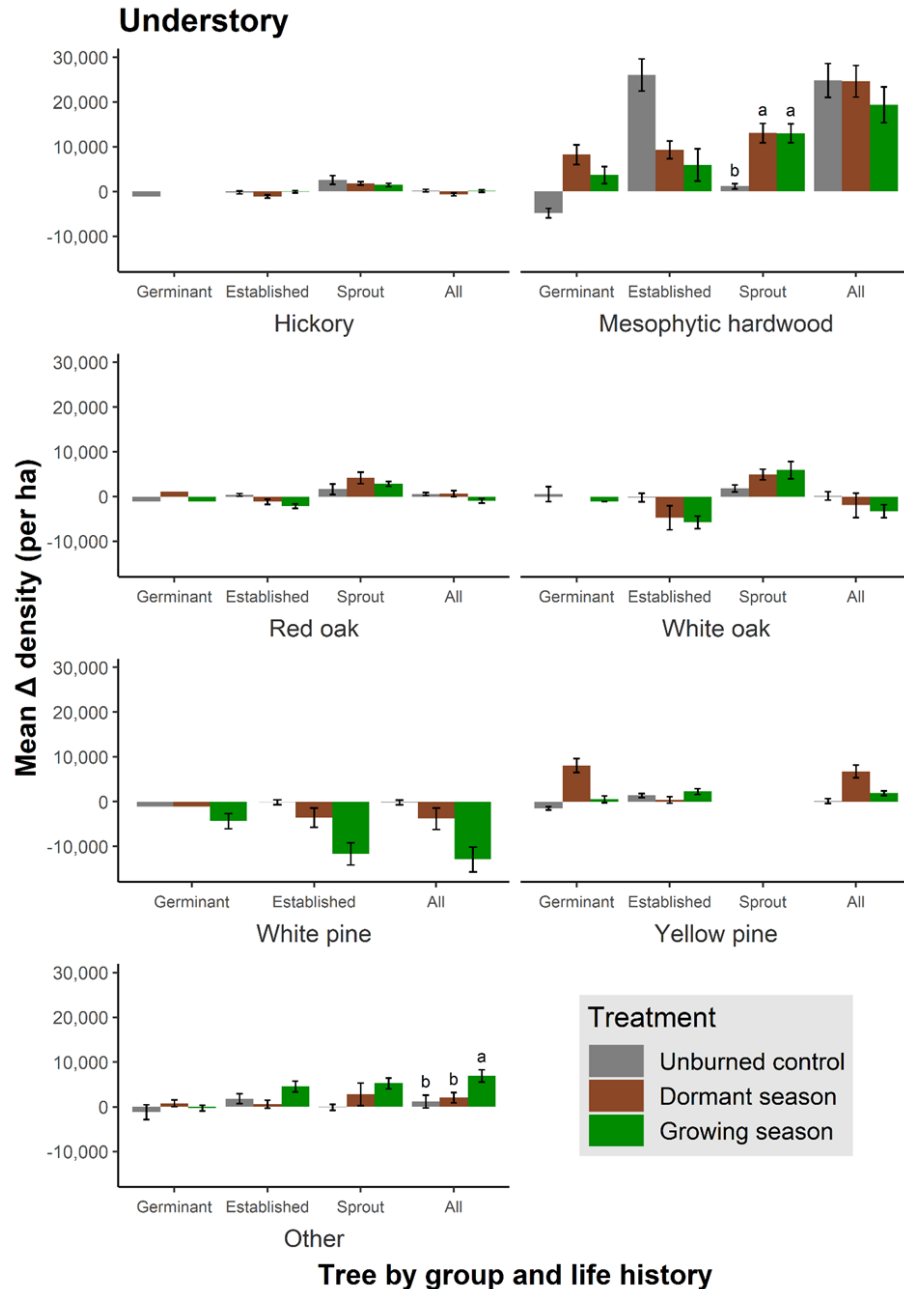 Understory
Mean Δ density (per ha)
30,000
20,000
10,000
0
-10,000
Germinant Established Sprout All
Hickory
b a a
Germinant Established Sprout All
Mesophytic hardwood
30,000
20,000
10,000
0
-10,000
Germinant Established Sprout All
Red oak
Germinant Established Sprout All
White oak
30,000
20,000
10,000
0
-10,000
Germinant Established All
White pine
Germinant Established Sprout All
Yellow pine
30,000
20,000
10,000
0
-10,000
b b a
Germinant Established Sprout All
Other
Treatment
Unburned control
Dormant season
Growing season
Tree by group and life history